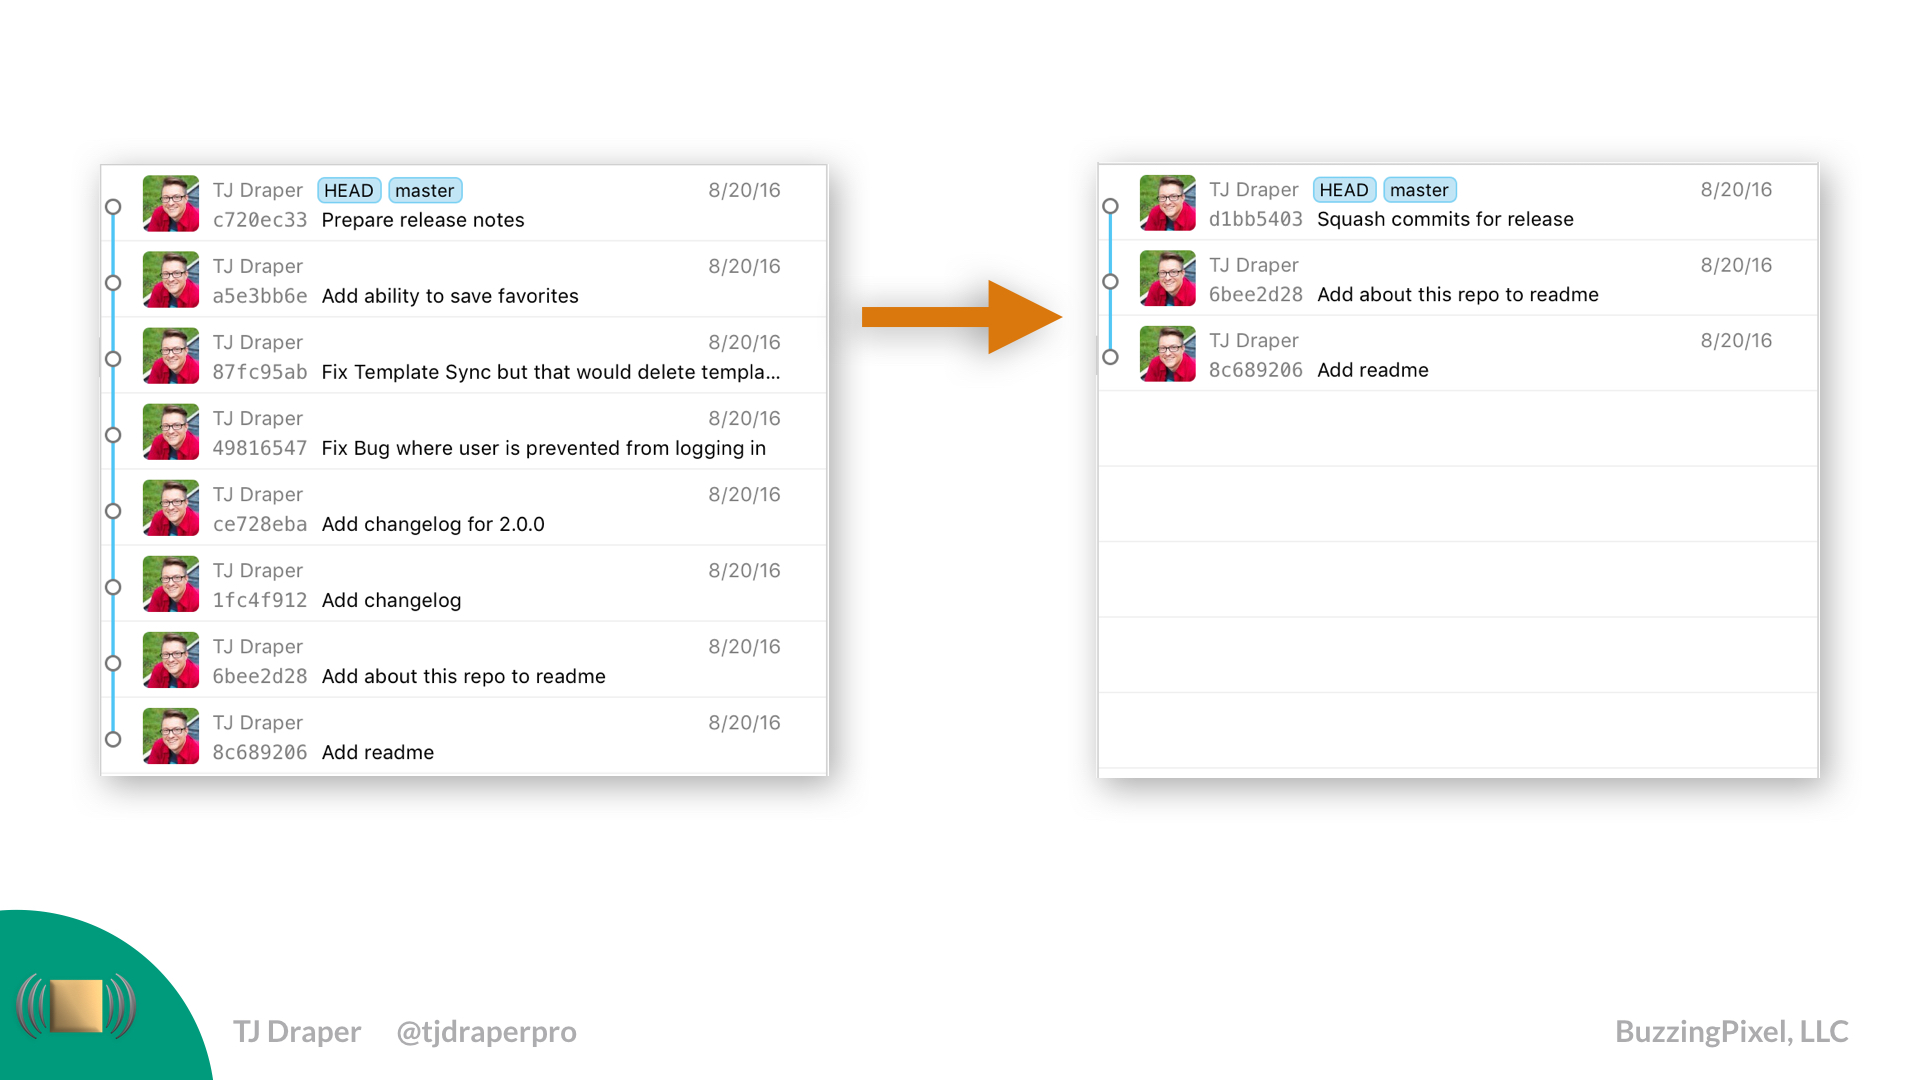 TJ Draper HEAD master 8/20/16
c720ec33 Prepare release notes
TJ Draper 8/20/16
a5e3bb6e Add ability to save favorites
TJ Draper 8/20/16
87fc95ab Fix Template Sync but that would delete templa...
TJ Draper 8/20/16
49816547 Fix Bug where user is prevented from logging in
TJ Draper 8/20/16
ce728eba Add changelog for 2.0.0
TJ Draper 8/20/16
1fc4f912 Add changelog
TJ Draper 8/20/16
6bee2d28 Add about this repo to readme
TJ Draper 8/20/16
8c689206 Add readme
TJ Draper HEAD master 8/20/16
d1bb5403 Squash commits for release
TJ Draper 8/20/16
6bee2d28 Add about this repo to readme
TJ Draper 8/20/16
8c689206 Add readme
TJ Draper @tjdraperpro BuzzingPixel, LLC